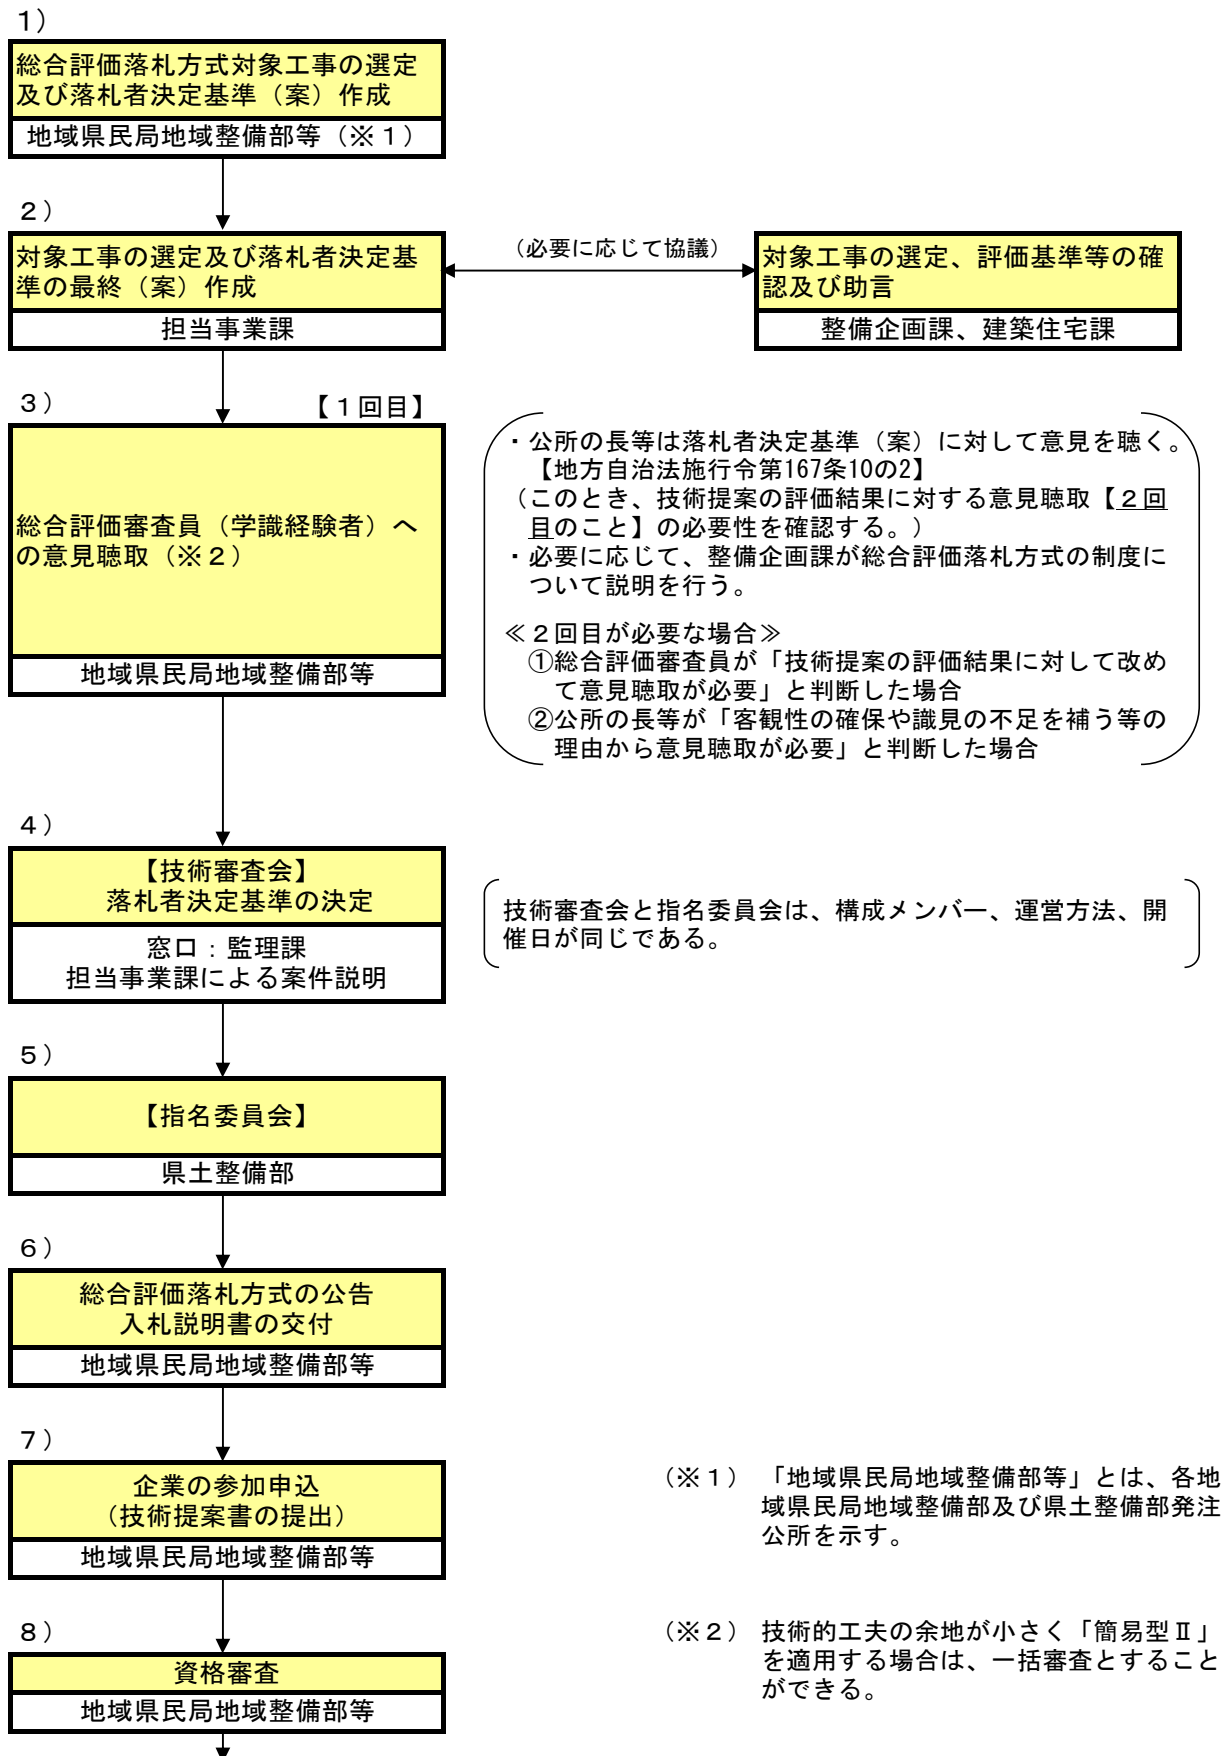 1）
総合評価落札方式対象工事の選定
及び落札者決定基準（案）作成
地域県民局地域整備部等（※１）
2）
対象工事の選定及び落札者決定基
準の最終（案）作成
担当事業課
（必要に応じて協議）
対象工事の選定、評価基準等の確
認及び助言
整備企画課、建築住宅課
3）
【１回目】
総合評価審査員（学識経験者）へ
の意見聴取（※２）
地域県民局地域整備部等
・公所の長等は落札者決定基準（案）に対して意見を聴く。
【地方自治法施行令第167条10の2】
（このとき、技術提案の評価結果に対する意見聴取【２回
目のこと】の必要性を確認する。）
・必要に応じて、整備企画課が総合評価落札方式の制度に
ついて説明を行う。
≪２回目が必要な場合≫
①総合評価審査員が「技術提案の評価結果に対して改め
て意見聴取が必要」と判断した場合
②公所の長等が「客観性の確保や識見の不足を補う等の
理由から意見聴取が必要」と判断した場合
4）
【技術審査会】
落札者決定基準の決定
窓口：監理課
担当事業課による案件説明
技術審査会と指名委員会は、構成メンバー、運営方法、開
催日が同じである。
5）
【指名委員会】
県土整備部
6）
総合評価落札方式の公告
入札説明書の交付
地域県民局地域整備部等
7）
企業の参加申込
（技術提案書の提出）
地域県民局地域整備部等
（※１）　「地域県民局地域整備部等」とは、各地
域県民局地域整備部及び県土整備部発注
公所を示す。
8）
資格審査
地域県民局地域整備部等
（※２）　技術的工夫の余地が小さく「簡易型Ⅱ」
を適用する場合は、一括審査とすること
ができる。